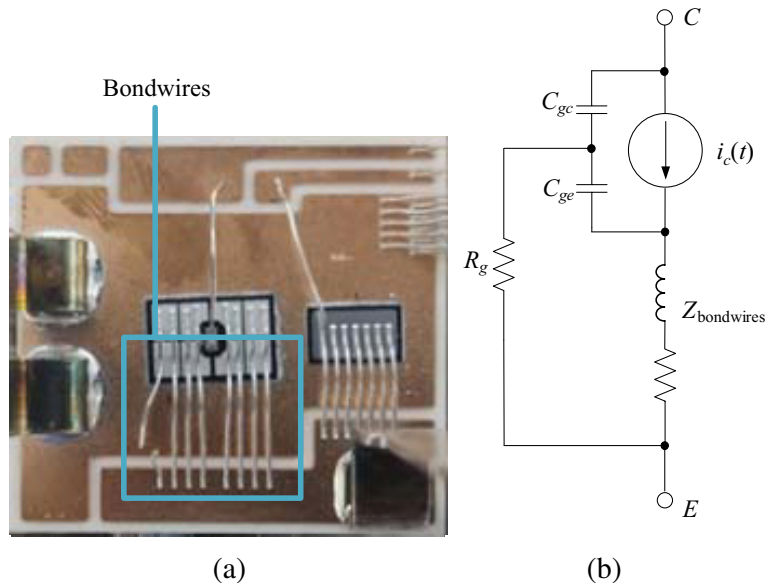 Bondwires
C
C_gc
i_c(t)
C_ge
R_g
Z_bondwires
E
(a)
(b)